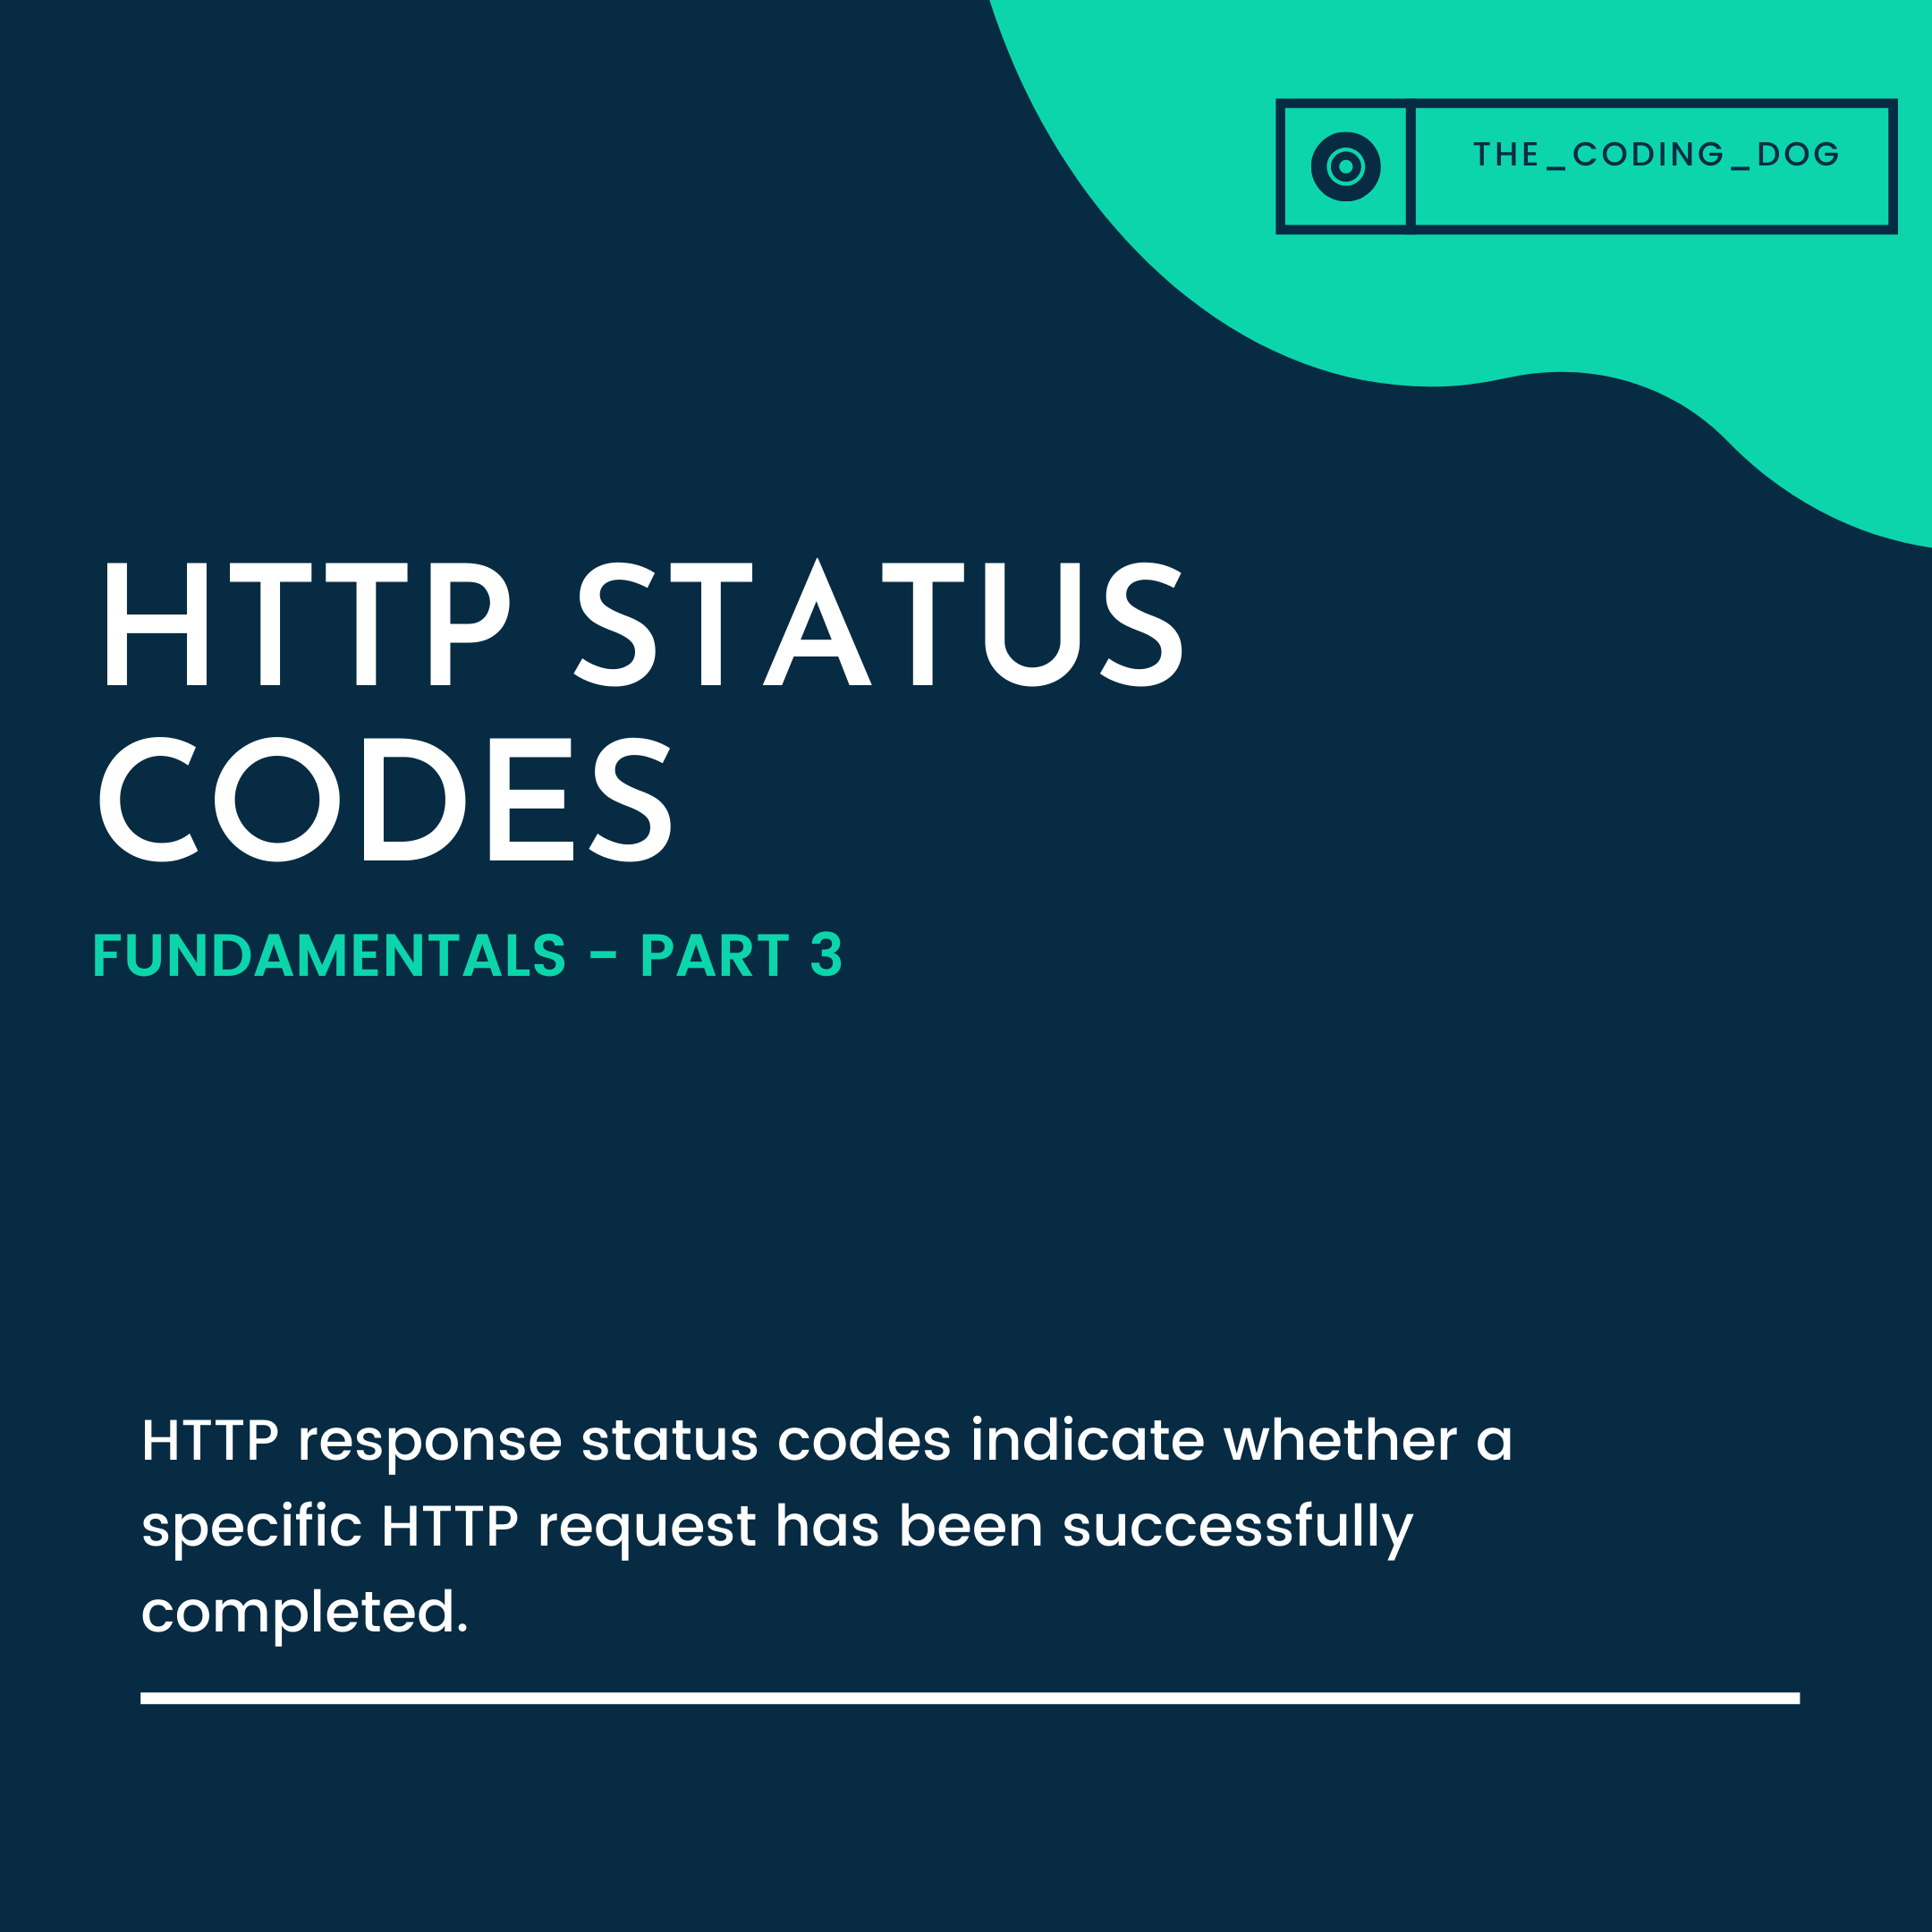 THE_CODING_DOG
HTTP STATUS
CODES
FUNDAMENTALS - PART 3
HTTP response status codes indicate whether a
specific HTTP request has been successfully
completed.